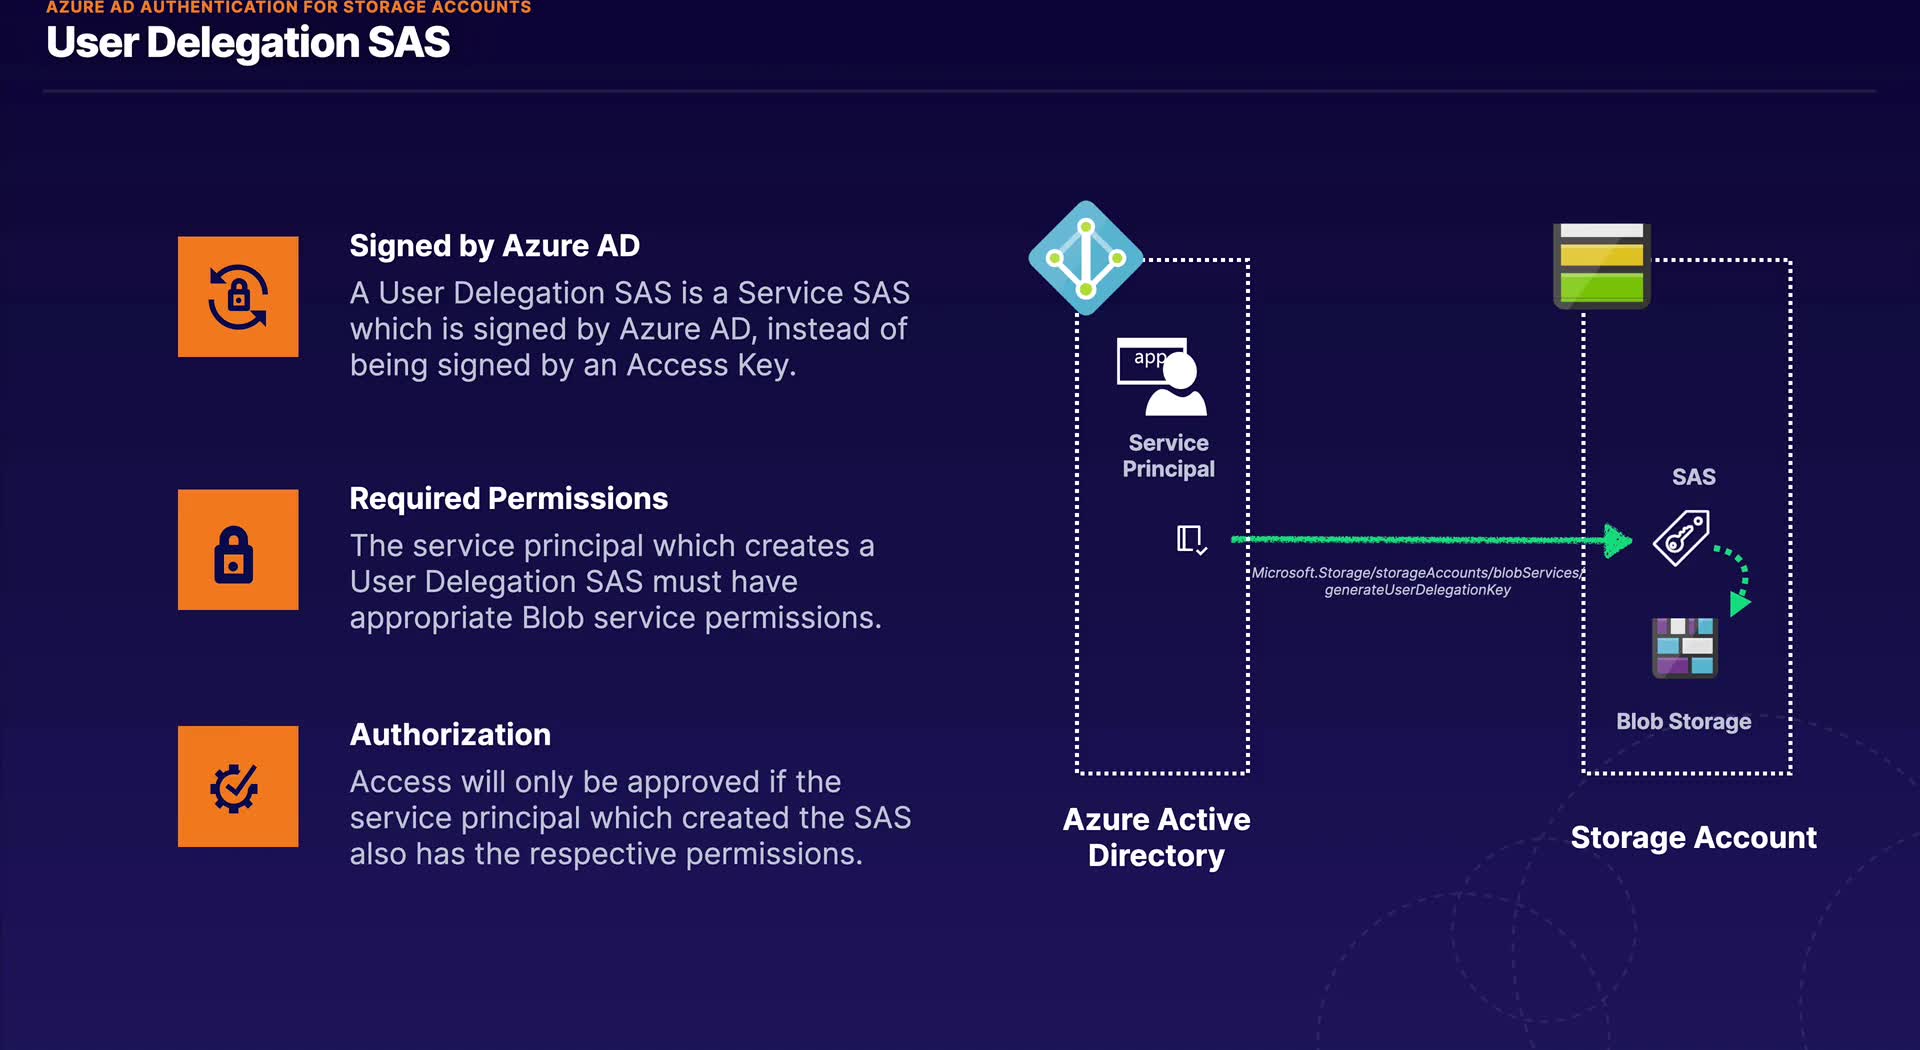 AZURE AD AUTHENTICATION FOR STORAGE ACCOUNTS
User Delegation SAS
Signed by Azure AD
A User Delegation SAS is a Service SAS
which is signed by Azure AD, instead of
being signed by an Access Key.
Required Permissions
The service principal which creates a
User Delegation SAS must have
appropriate Blob service permissions.
Authorization
Access will only be approved if the
service principal which created the SAS
also has the respective permissions.
app
Service
Principal
Microsoft.Storage/storageAccounts/blobServices/
generateUserDelegationKey
Azure Active
Directory
SAS
Blob Storage
Storage Account